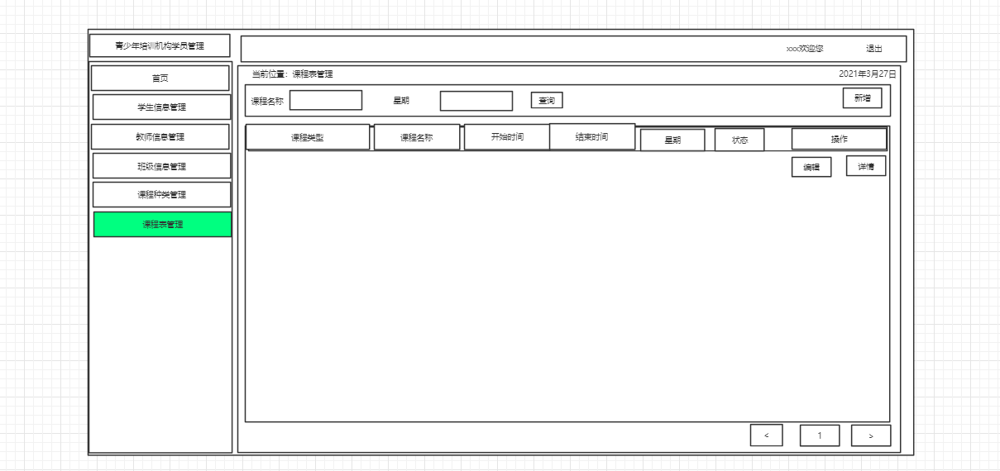 青少年培训机构学员管理
xxx欢迎您 退出
首页
学生信息管理
教师信息管理
班级信息管理
课程种类管理
课程表管理
当前位置：课程表管理 2021年3月27日
课程名称 星期 查询 新增
课程类型 课程名称 开始时间 结束时间 星期 状态 操作
编辑 详情
< 1 >